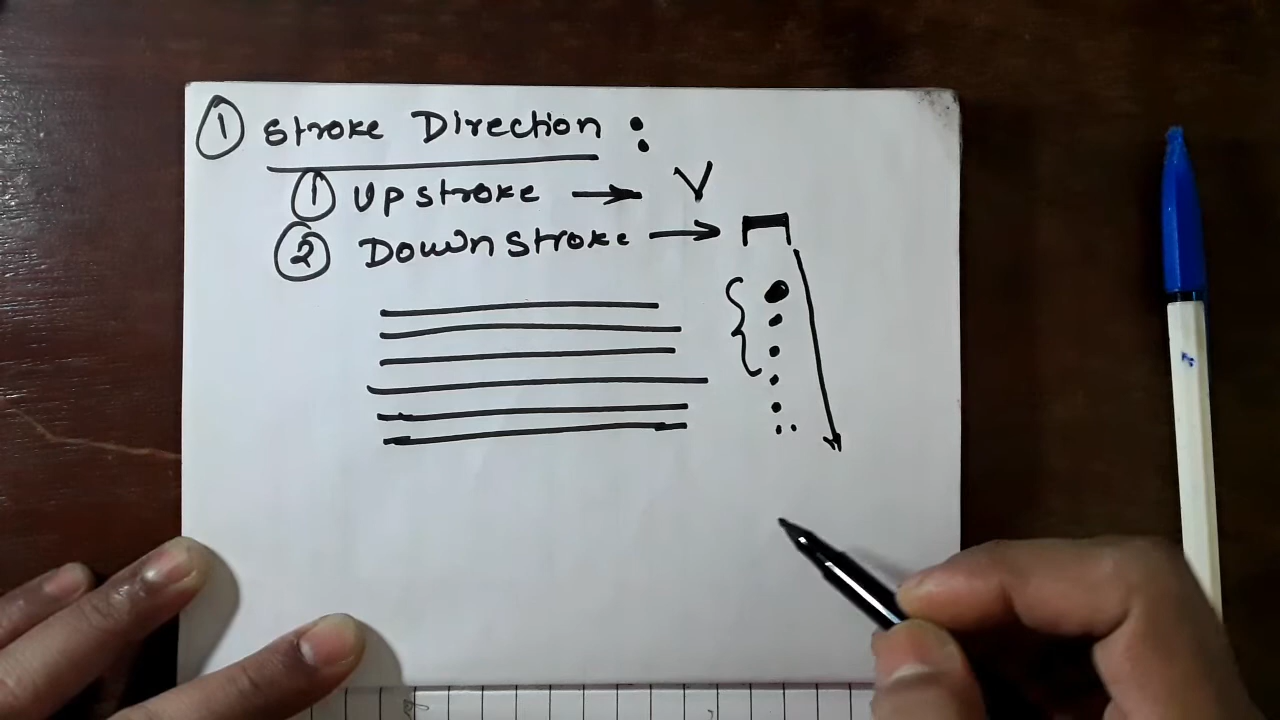 ① Stroke Direction :
① Upstroke → V
② Downstroke →